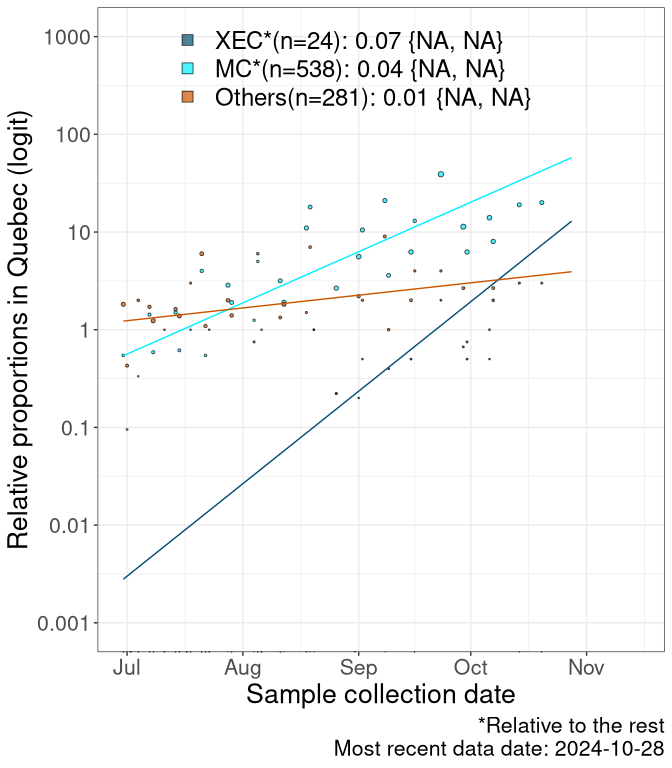 XEC*(n=24): 0.07 {NA, NA}
MC*(n=538): 0.04 {NA, NA}
Others(n=281): 0.01 {NA, NA}
Relative proportions in Quebec (logit)
1000
100
10
1
0.1
0.01
0.001
Jul Aug Sep Oct Nov
Sample collection date
*Relative to the rest
Most recent data date: 2024-10-28